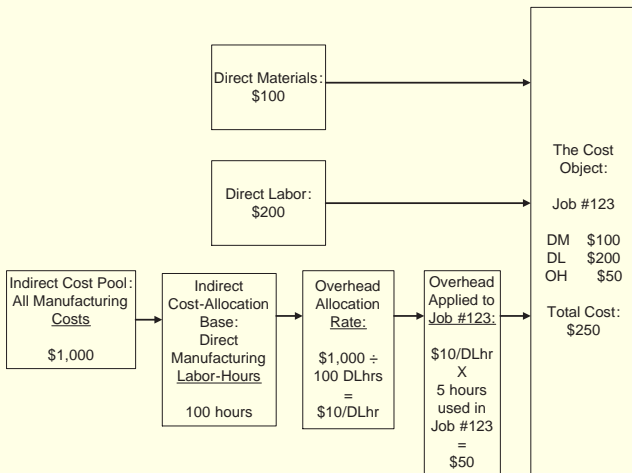 Direct Materials:
$100
Direct Labor:
$200
Indirect Cost Pool:
All Manufacturing
Costs
$1,000
Indirect
Cost-Allocation
Base:
Direct
Manufacturing
Labor-Hours
100 hours
Overhead
Allocation
Rate:
$1,000 ÷
100 DLhrs
=
$10/DLhr
Overhead
Applied to
Job #123:
$10/DLhr
X
5 hours
used in
Job #123
=
$50
The Cost
Object:
Job #123
DM $100
DL $200
OH $50
Total Cost:
$250